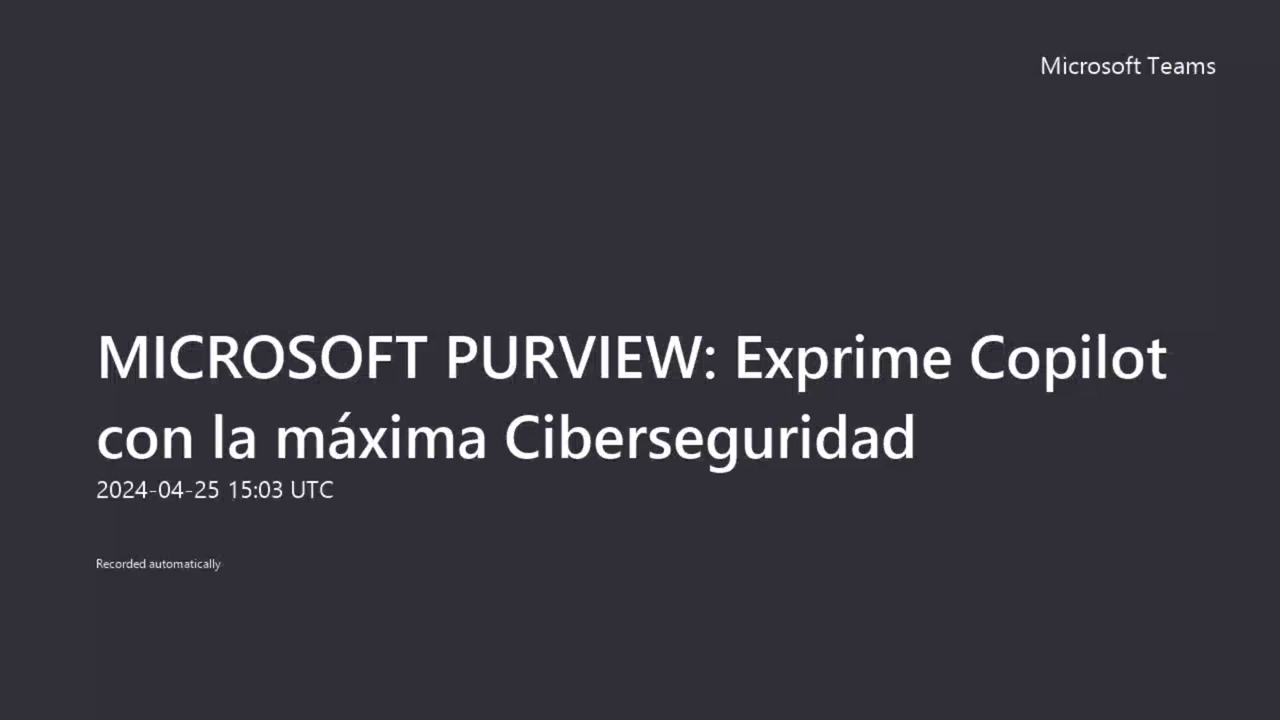 Microsoft Teams
MICROSOFT PURVIEW: Exprime Copilot
con la máxima Ciberseguridad
2024-04-25 15:03 UTC
Recorded automatically